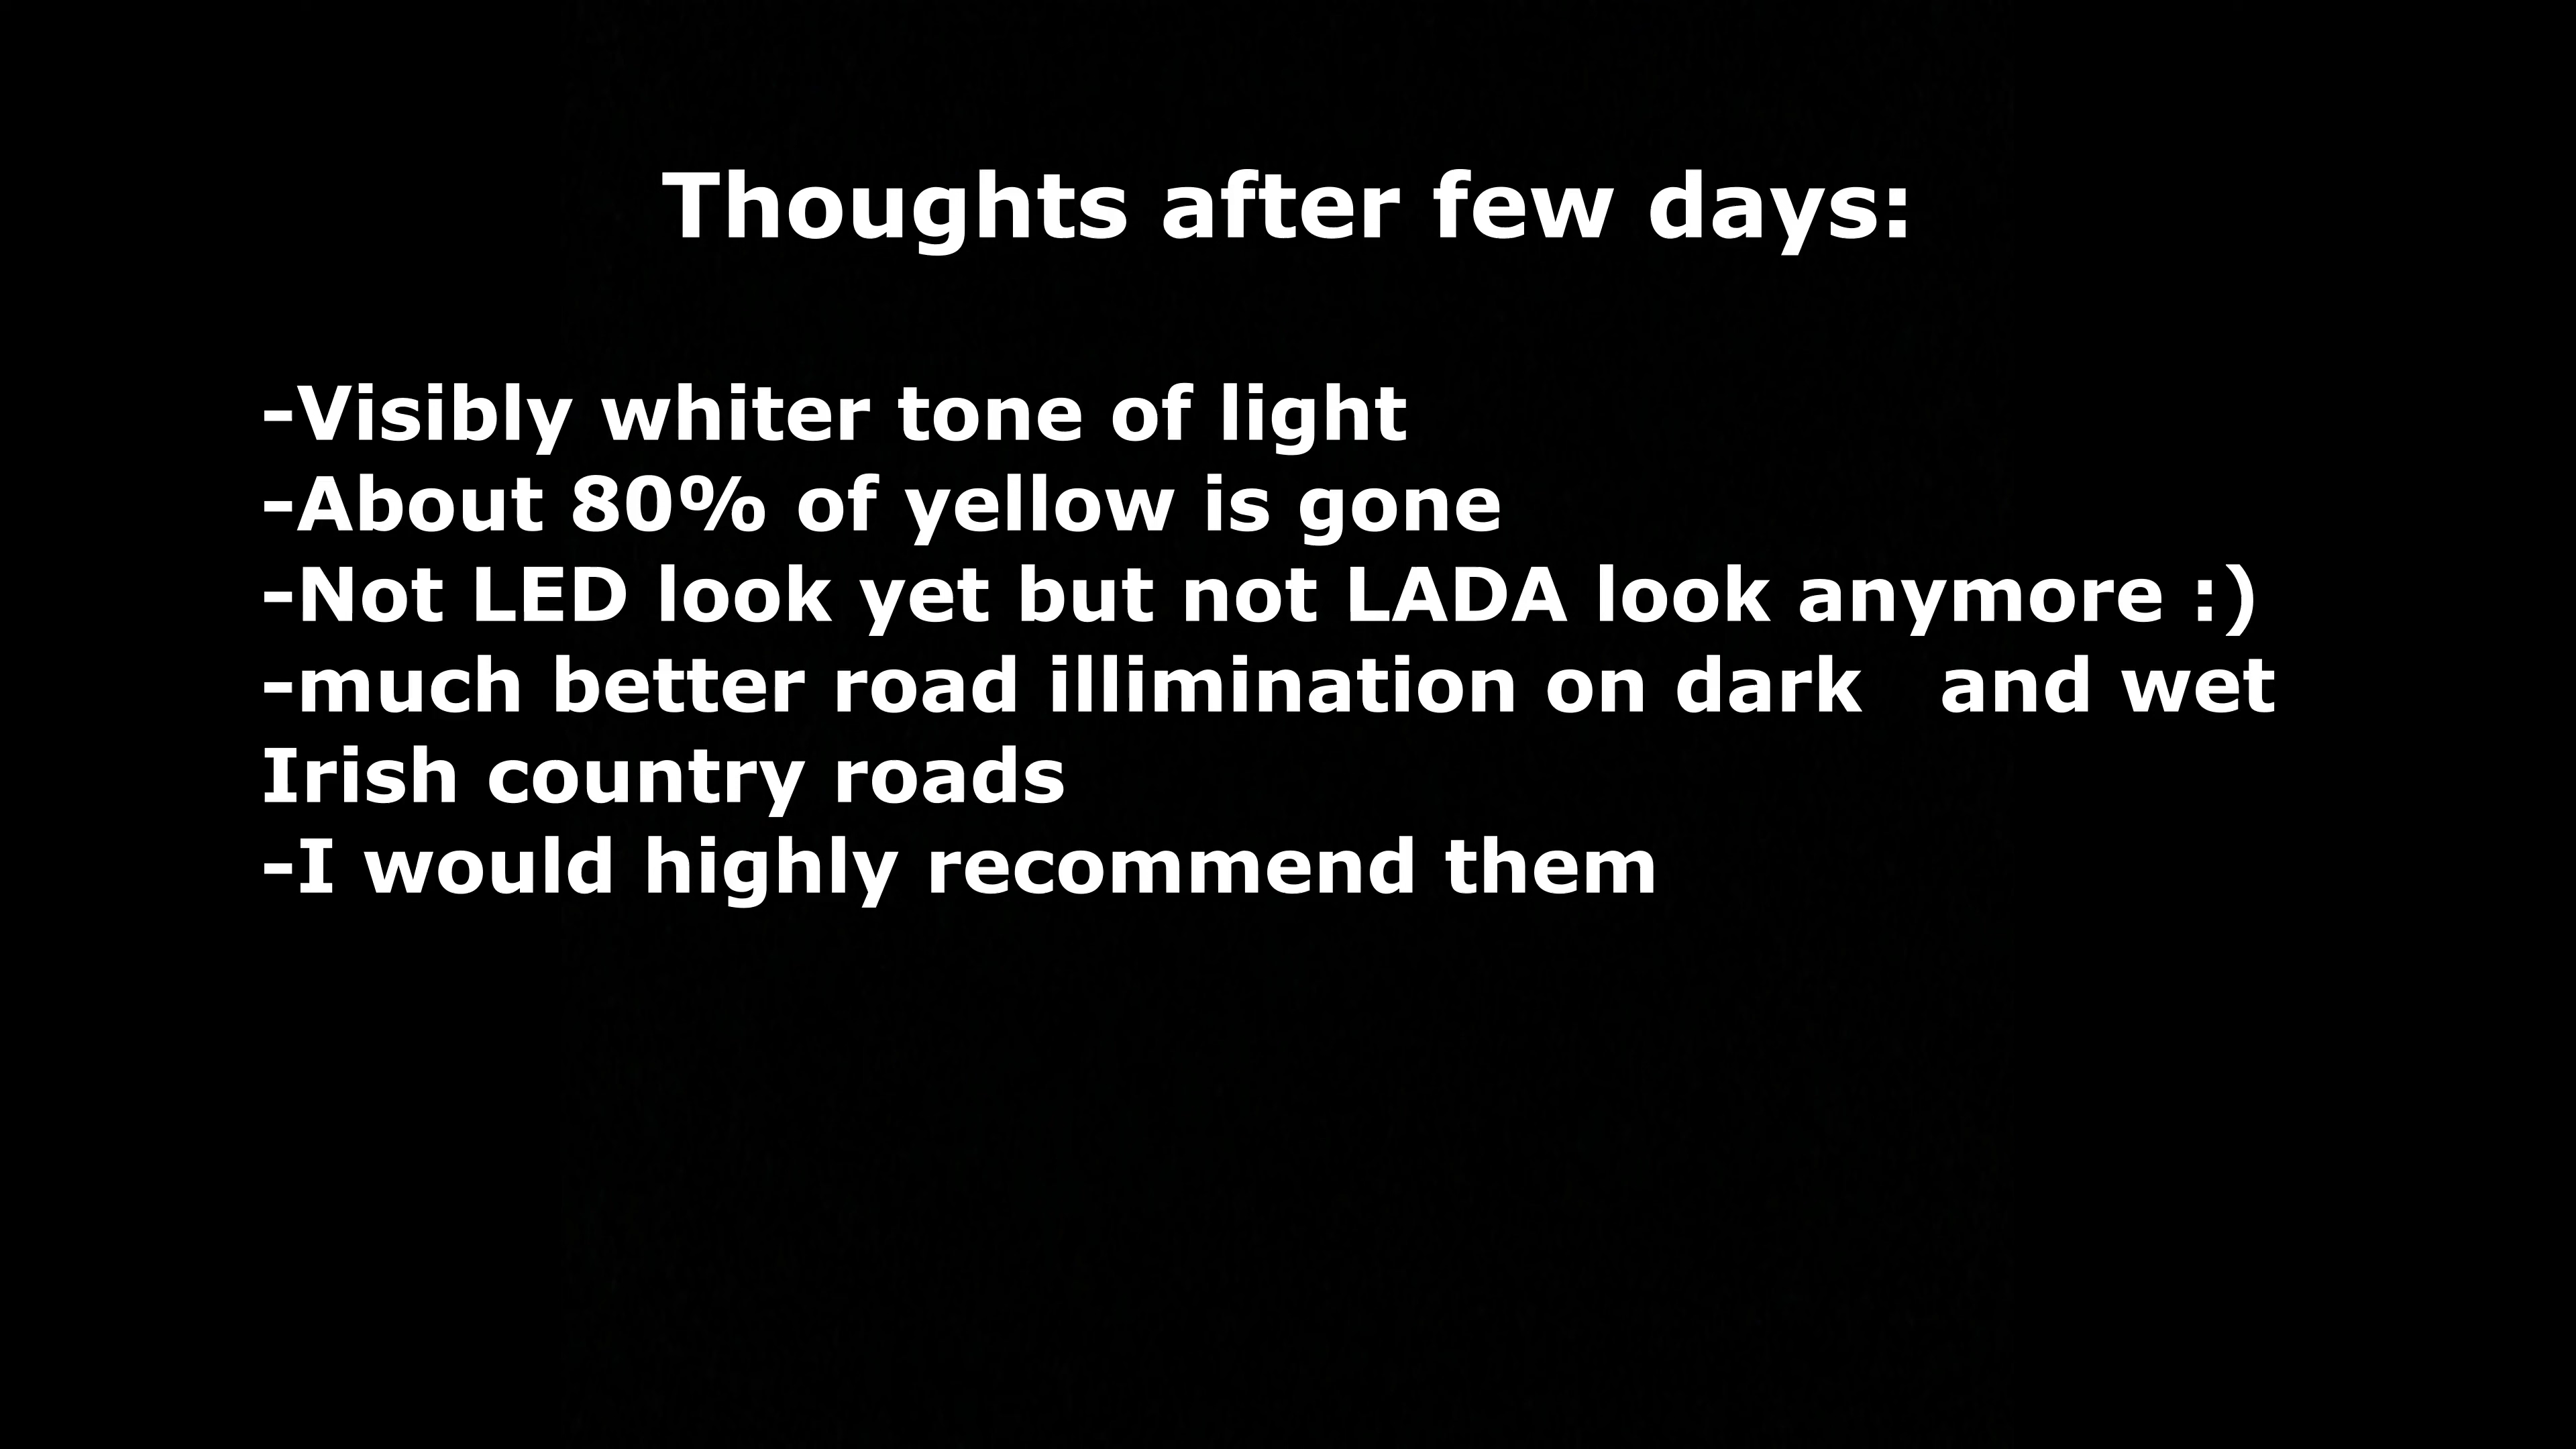 Thoughts after few days:
-Visibly whiter tone of light
-About 80% of yellow is gone
-Not LED look yet but not LADA look anymore :)
-much better road illimination on dark   and wet
Irish country roads
-I would highly recommend them